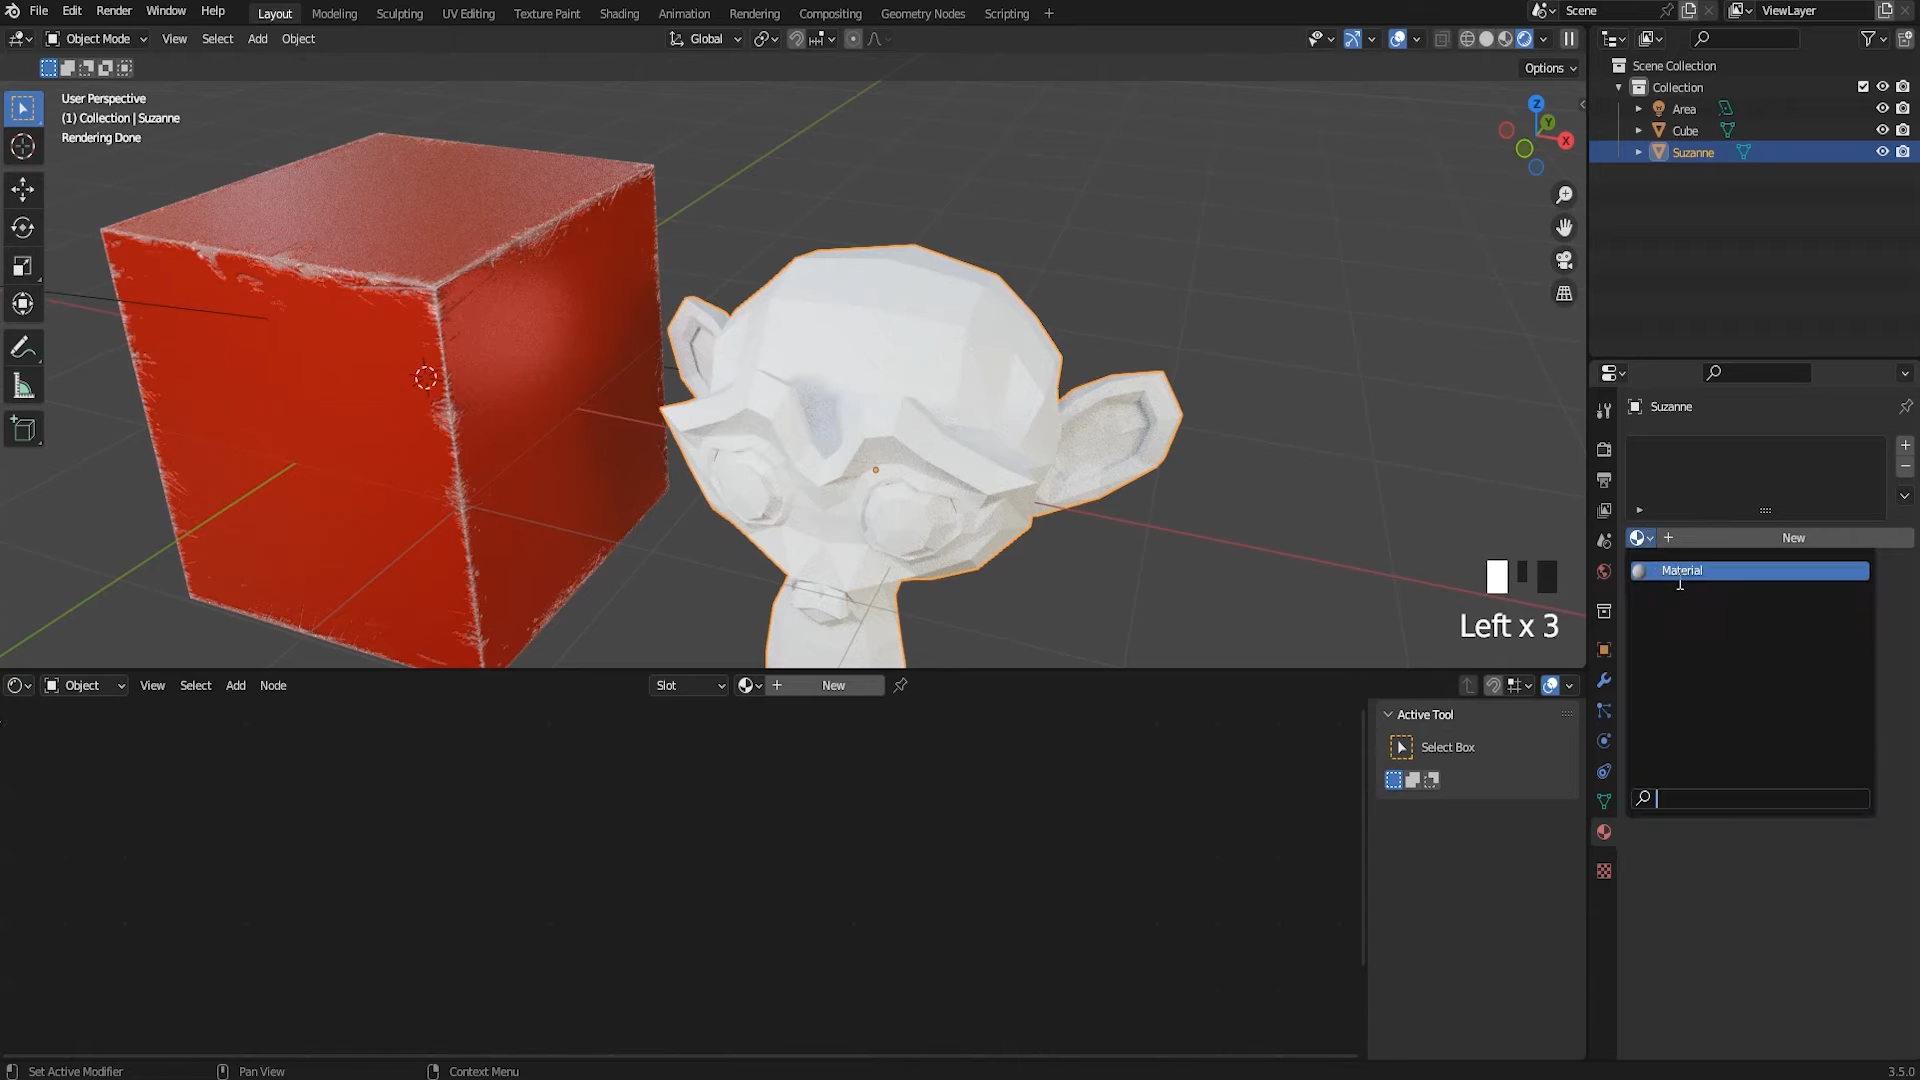 File Edit Render Window Help Layout Modeling Sculpting UV Editing Texture Paint Shading Animation Rendering Compositing Geometry Nodes Scripting + Scene ViewLayer
Object Mode View Select Add Object Global
Options
User Perspective
(1) Collection | Suzanne
Rendering Done
Z
Y
X
Scene Collection
Collection
Area
Cube
Suzanne
Suzanne
New
Material
Left x 3
Object View Select Add Node Slot New
Active Tool
Select Box
Set Active Modifier Pan View Context Menu 3.5.0